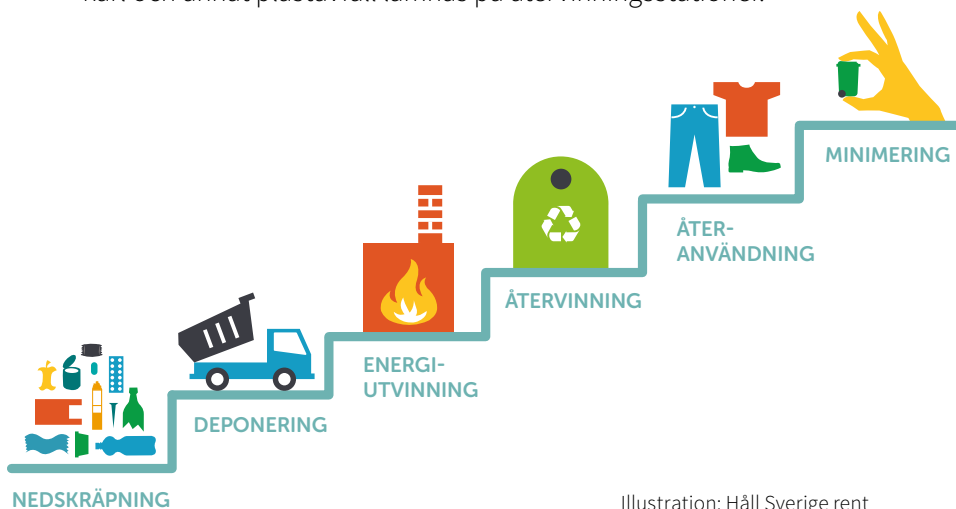 MINIMERING
ÅTER-
ANVÄNDNING
ÅTERVINNING
ENERGI-
UTVINNING
DEPONERING
NEDSKRÄPNING
Illustration: Håll Sverige rent